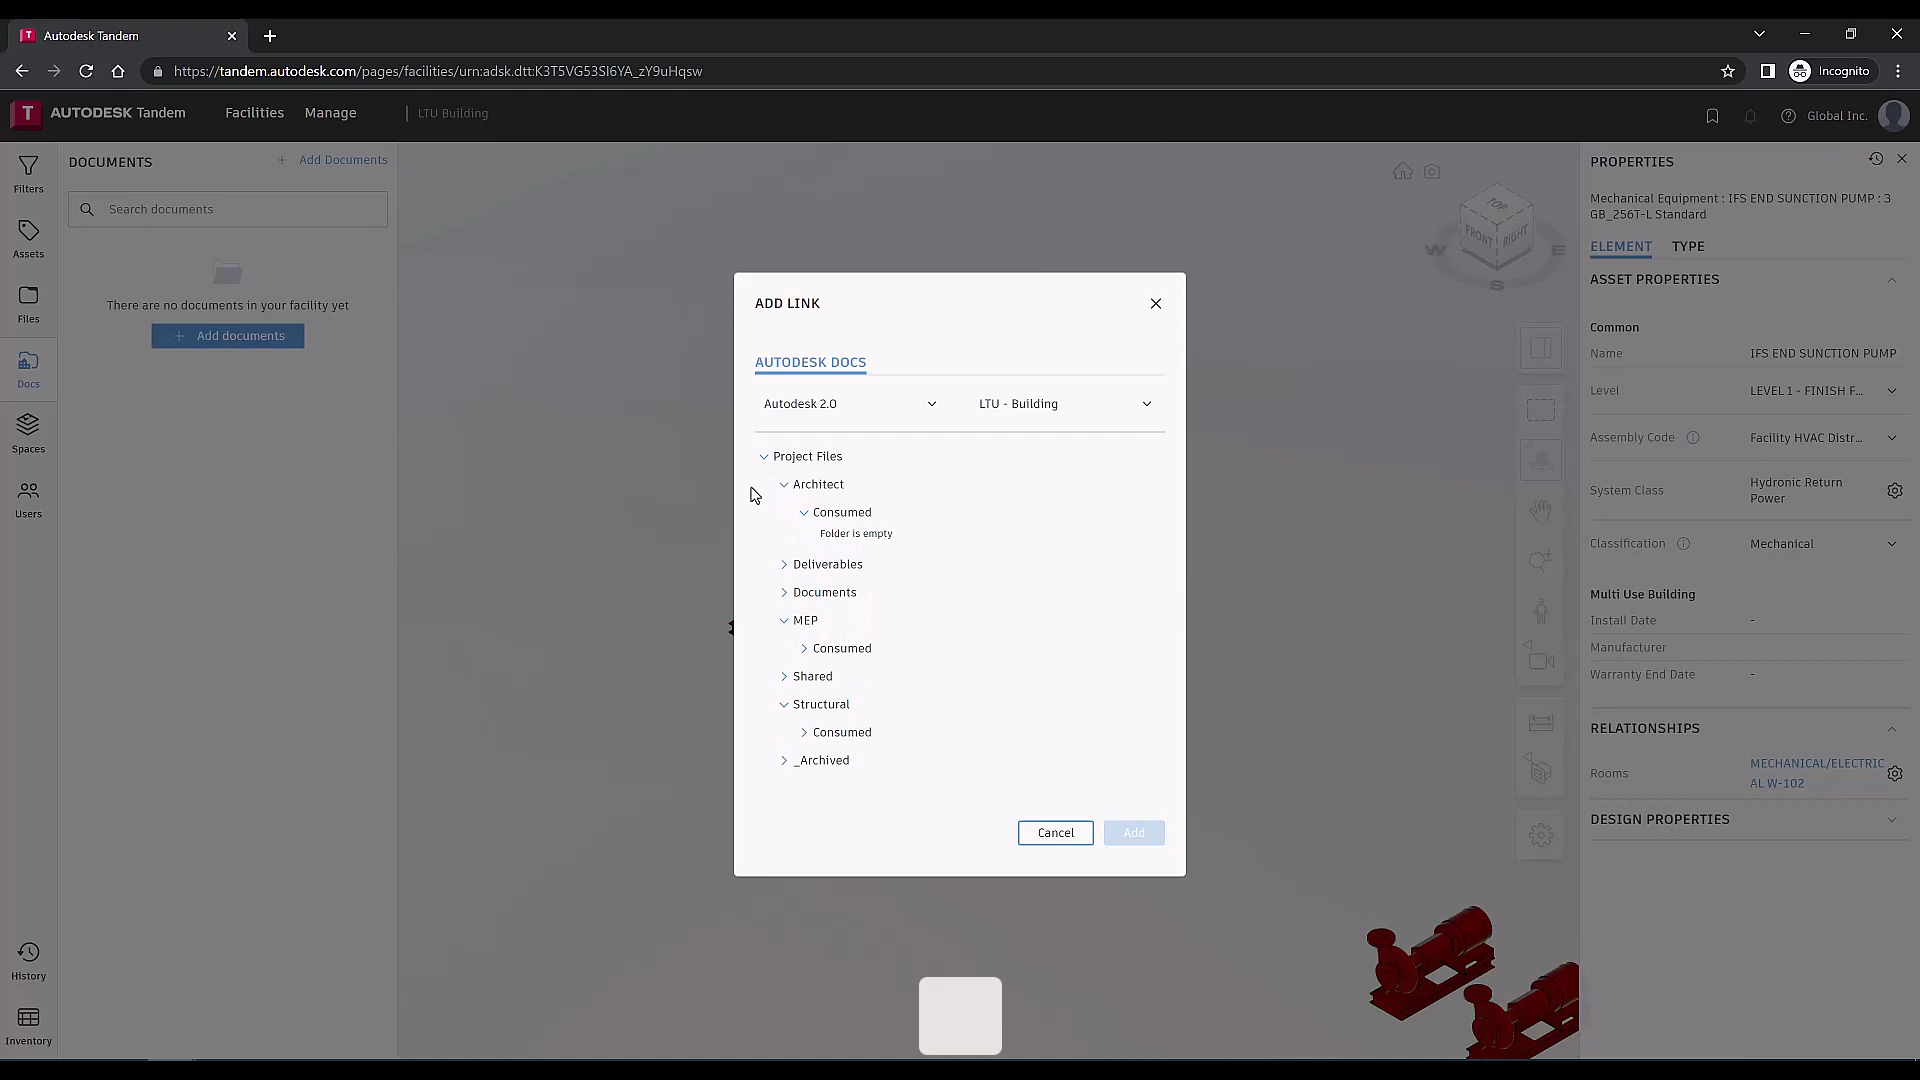 Autodesk Tandem
https://tandem.autodesk.com/pages/facilities/urn:adsk.dtt:K3T5VG53SI6YA_zY9uHqsw
Incognito
T AUTODESK Tandem
Facilities
Manage
LTU Building
Global Inc.
Filters
Assets
Files
Docs
Spaces
Users
History
Inventory
DOCUMENTS
+ Add Documents
Search documents
There are no documents in your facility yet
+ Add documents
TOP
FRONT
RIGHT
W
E
S
ADD LINK
AUTODESK DOCS
Autodesk 2.0
LTU - Building
Project Files
Architect
Consumed
Folder is empty
Deliverables
Documents
MEP
Consumed
Shared
Structural
Consumed
_Archived
Cancel
Add
PROPERTIES
Mechanical Equipment : IFS END SUNCTION PUMP : 3
GB_256T-L Standard
ELEMENT
TYPE
ASSET PROPERTIES
Common
Name
IFS END SUNCTION PUMP
Level
LEVEL 1 - FINISH F...
Assembly Code
Facility HVAC Distr...
System Class
Hydronic Return
Power
Classification
Mechanical
Multi Use Building
Install Date
-
Manufacturer
Warranty End Date
-
RELATIONSHIPS
Rooms
MECHANICAL/ELECTRIC
AL W-102
DESIGN PROPERTIES